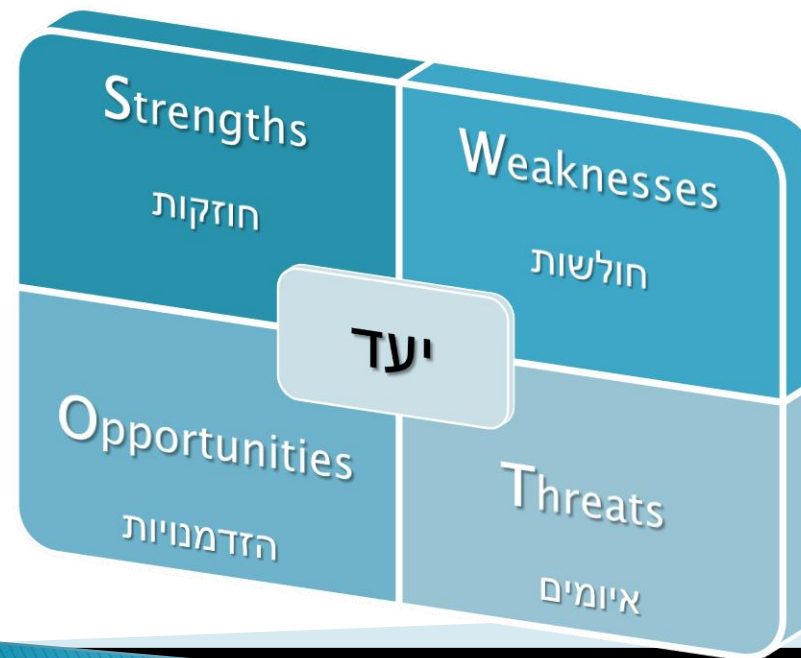 Strengths
חוזקות
Weaknesses
חולשות
יעד
Opportunities
הזדמנויות
Threats
איומים